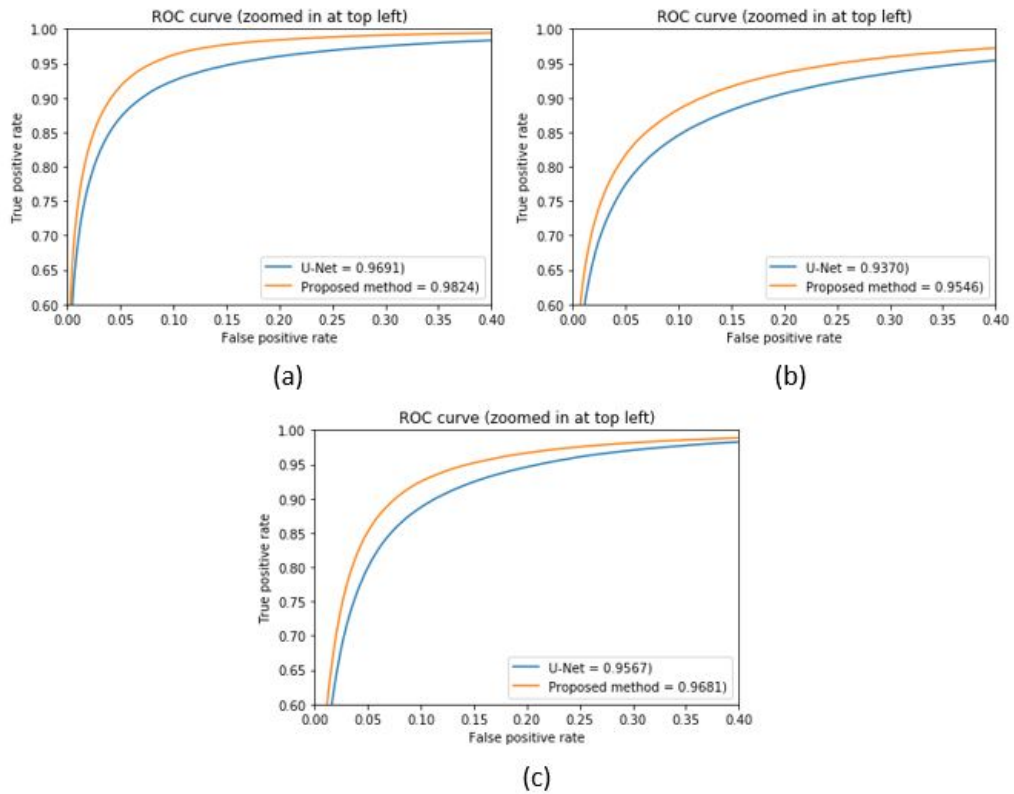 ROC curve (zoomed in at top left)
True positive rate
1.00
0.95
0.90
0.85
0.80
0.75
0.70
0.65
0.60
U-Net = 0.9691)
Proposed method = 0.9824)
0.00 0.05 0.10 0.15 0.20 0.25 0.30 0.35 0.40
False positive rate
(a)
ROC curve (zoomed in at top left)
True positive rate
1.00
0.95
0.90
0.85
0.80
0.75
0.70
0.65
0.60
U-Net = 0.9370)
Proposed method = 0.9546)
0.00 0.05 0.10 0.15 0.20 0.25 0.30 0.35 0.40
False positive rate
(b)
ROC curve (zoomed in at top left)
True positive rate
1.00
0.95
0.90
0.85
0.80
0.75
0.70
0.65
0.60
U-Net = 0.9567)
Proposed method = 0.9681)
0.00 0.05 0.10 0.15 0.20 0.25 0.30 0.35 0.40
False positive rate
(c)